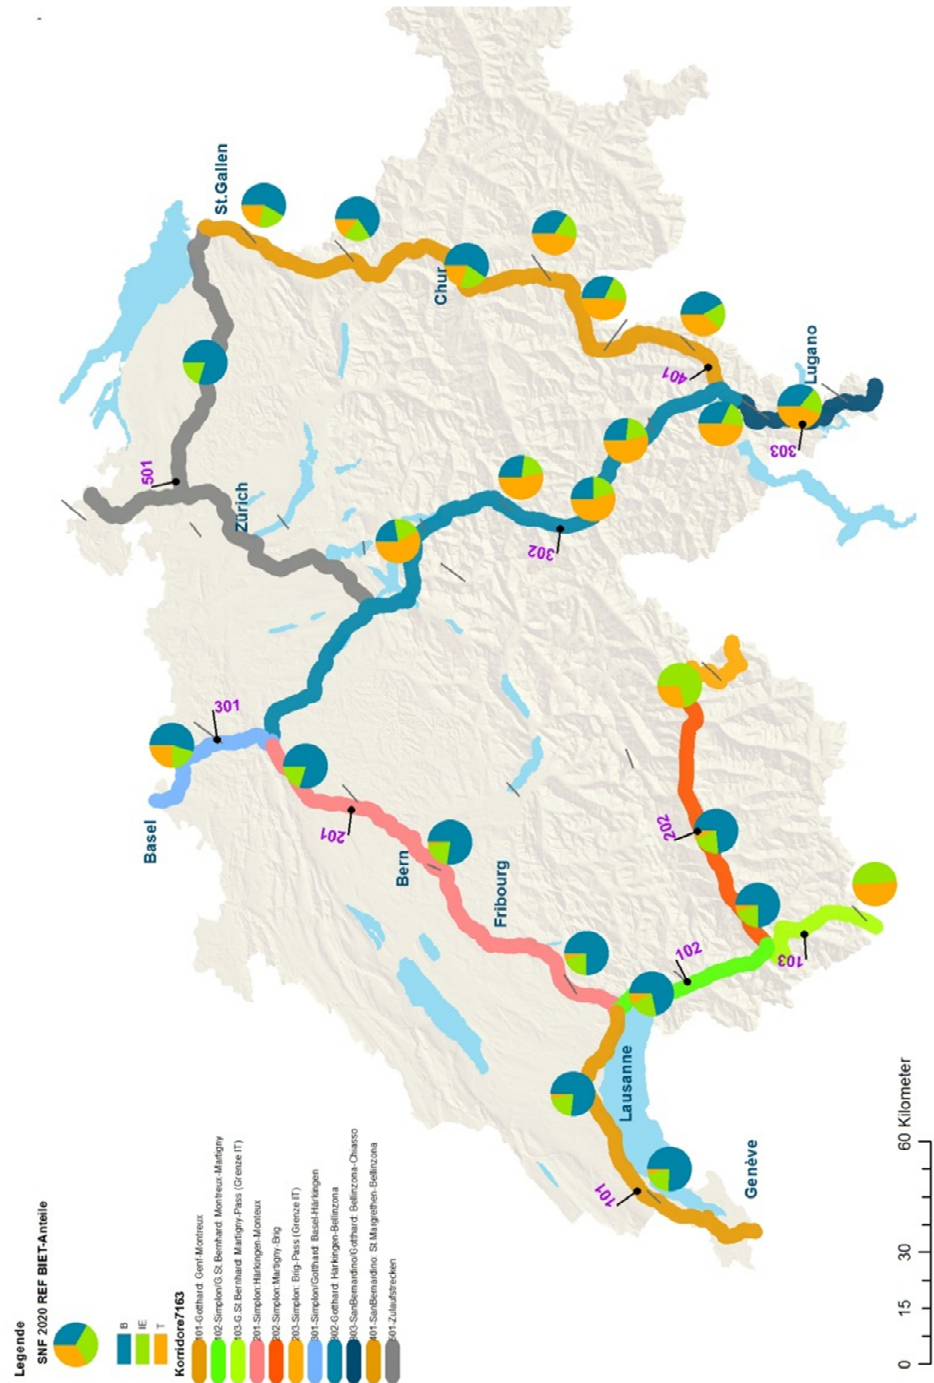 Legende
SNF 2020 REF BIET-Anteile
B
IE
T
Korridore7163
101-Gotthard: Genf-Montreux
102-Simplon/G.St. Bernhard: Montreux-Martigny
103-G.St.Bernhard: Martigny-Pass (Grenze IT)
201-Simplon:Härkingen-Monteux
202-Simplon:Martigny-Brig
203-Simplon: Brig-Pass (Grenze IT)
301-Simplon/Gotthard: Basel-Härkingen
302-Gotthard: Härkingen-Bellinzona
303-SanBernardino/Gotthard: Bellinzona-Chiasso
401-SanBernardino: St.Margrethen-Bellinzona
501-Zulaufstrecken
Basel
301
201
Bern
Fribourg
Lausanne
101
Genève
102
103
202
501
Zürich
302
St.Gallen
Chur
401
Lugano
303
0
15
30
60 Kilometer